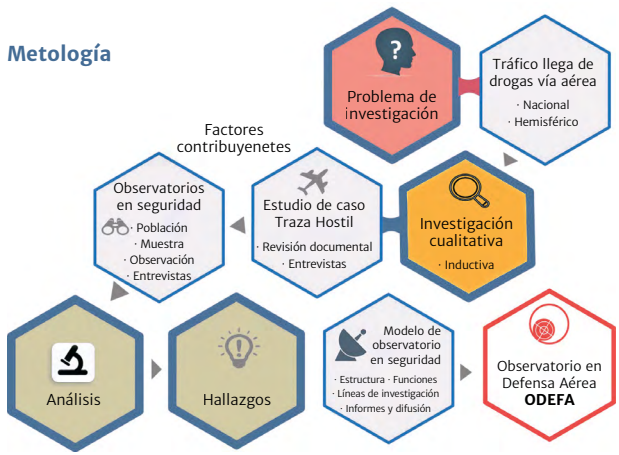 Metología
?
Problema de
investigación
Tráfico llega de
drogas vía aérea
· Nacional
· Hemisférico
Factores
contribuyenetes
Investigación
cualitativa
· Inductiva
Estudio de caso
Traza Hostil
· Revisión documental
· Entrevistas
Observatorios
en seguridad
· Población
· Muestra
· Observación
· Entrevistas
Análisis
Hallazgos
Modelo de
observatorio
en seguridad
· Estructura · Funciones
· Líneas de investigación
· Informes y difusión
Observatorio en
Defensa Aérea
ODEFA